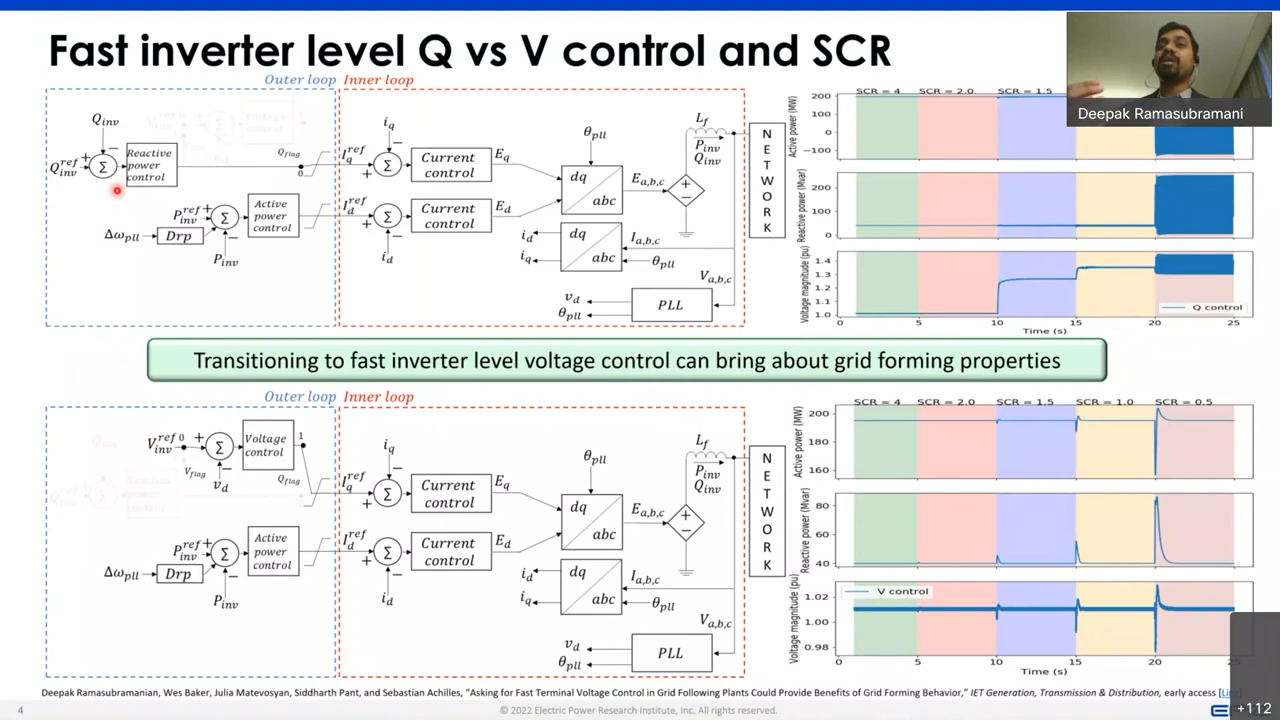 Fast inverter level Q vs V control and SCR
Deepak Ramasubramani
Outer loop
Inner loop
Q_inv
Q_inv^ref
+
−
Σ
Reactive power control
Q_flag
0
P_inv^ref
+
Σ
−
Active power control
Δω_pll
Drp
P_inv
i_q
−
I_q^ref
+
Σ
Current control
E_q
I_d^ref
+
Σ
−
Current control
E_d
i_d
θ_pll
dq
abc
E_a,b,c
+
−
L_f
P_inv
Q_inv
NETWORK
i_d
i_q
dq
abc
I_a,b,c
θ_pll
V_a,b,c
v_d
θ_pll
PLL
SCR = 4 SCR = 2.0 SCR = 1.5
Active power (MW)
200
100
0
−100
Reactive power (Mvar)
200
100
0
Voltage magnitude (pu)
1.4
1.3
1.2
1.1
1.0
Q control
0 5 10 15 20 25
Time (s)
Transitioning to fast inverter level voltage control can bring about grid forming properties
Outer loop
Inner loop
V_inv^ref
0
+
Σ
−
Voltage control
1
V_flag
v_d
Q_flag
P_inv^ref
+
Σ
−
Active power control
Δω_pll
Drp
P_inv
i_q
−
I_q^ref
+
Σ
Current control
E_q
I_d^ref
+
Σ
−
Current control
E_d
i_d
θ_pll
dq
abc
E_a,b,c
+
−
L_f
P_inv
Q_inv
NETWORK
i_d
i_q
dq
abc
I_a,b,c
θ_pll
V_a,b,c
v_d
θ_pll
PLL
SCR = 4 SCR = 2.0 SCR = 1.5 SCR = 1.0 SCR = 0.5
Active power (MW)
200
180
160
Reactive power (Mvar)
80
60
40
Voltage magnitude (pu)
1.02
1.00
0.98
V control
0 5 10 15 20
Time (s)
Deepak Ramasubramanian, Wes Baker, Julia Matevosyan, Siddharth Pant, and Sebastian Achilles, "Asking for Fast Terminal Voltage Control in Grid Following Plants Could Provide Benefits of Grid Forming Behavior," IET Generation, Transmission & Distribution, early access
4
© 2022 Electric Power Research Institute, Inc. All rights reserved.
+112